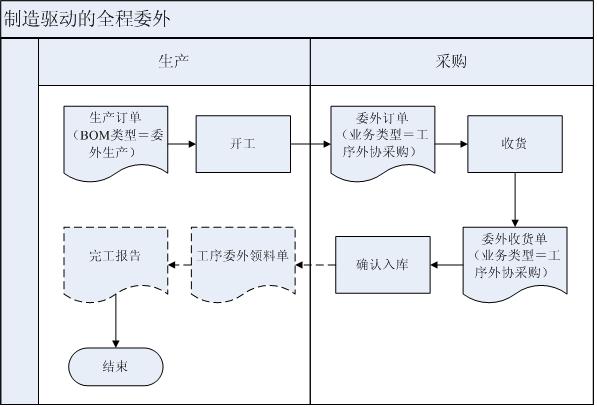 制造驱动的全程委外
生产
采购
生产订单
（BOM类型＝委
外生产）
开工
委外订单
（业务类型＝工
序外协采购）
收货
完工报告
工序委外领料单
确认入库
委外收货单
（业务类型＝工
序外协采购）
结束